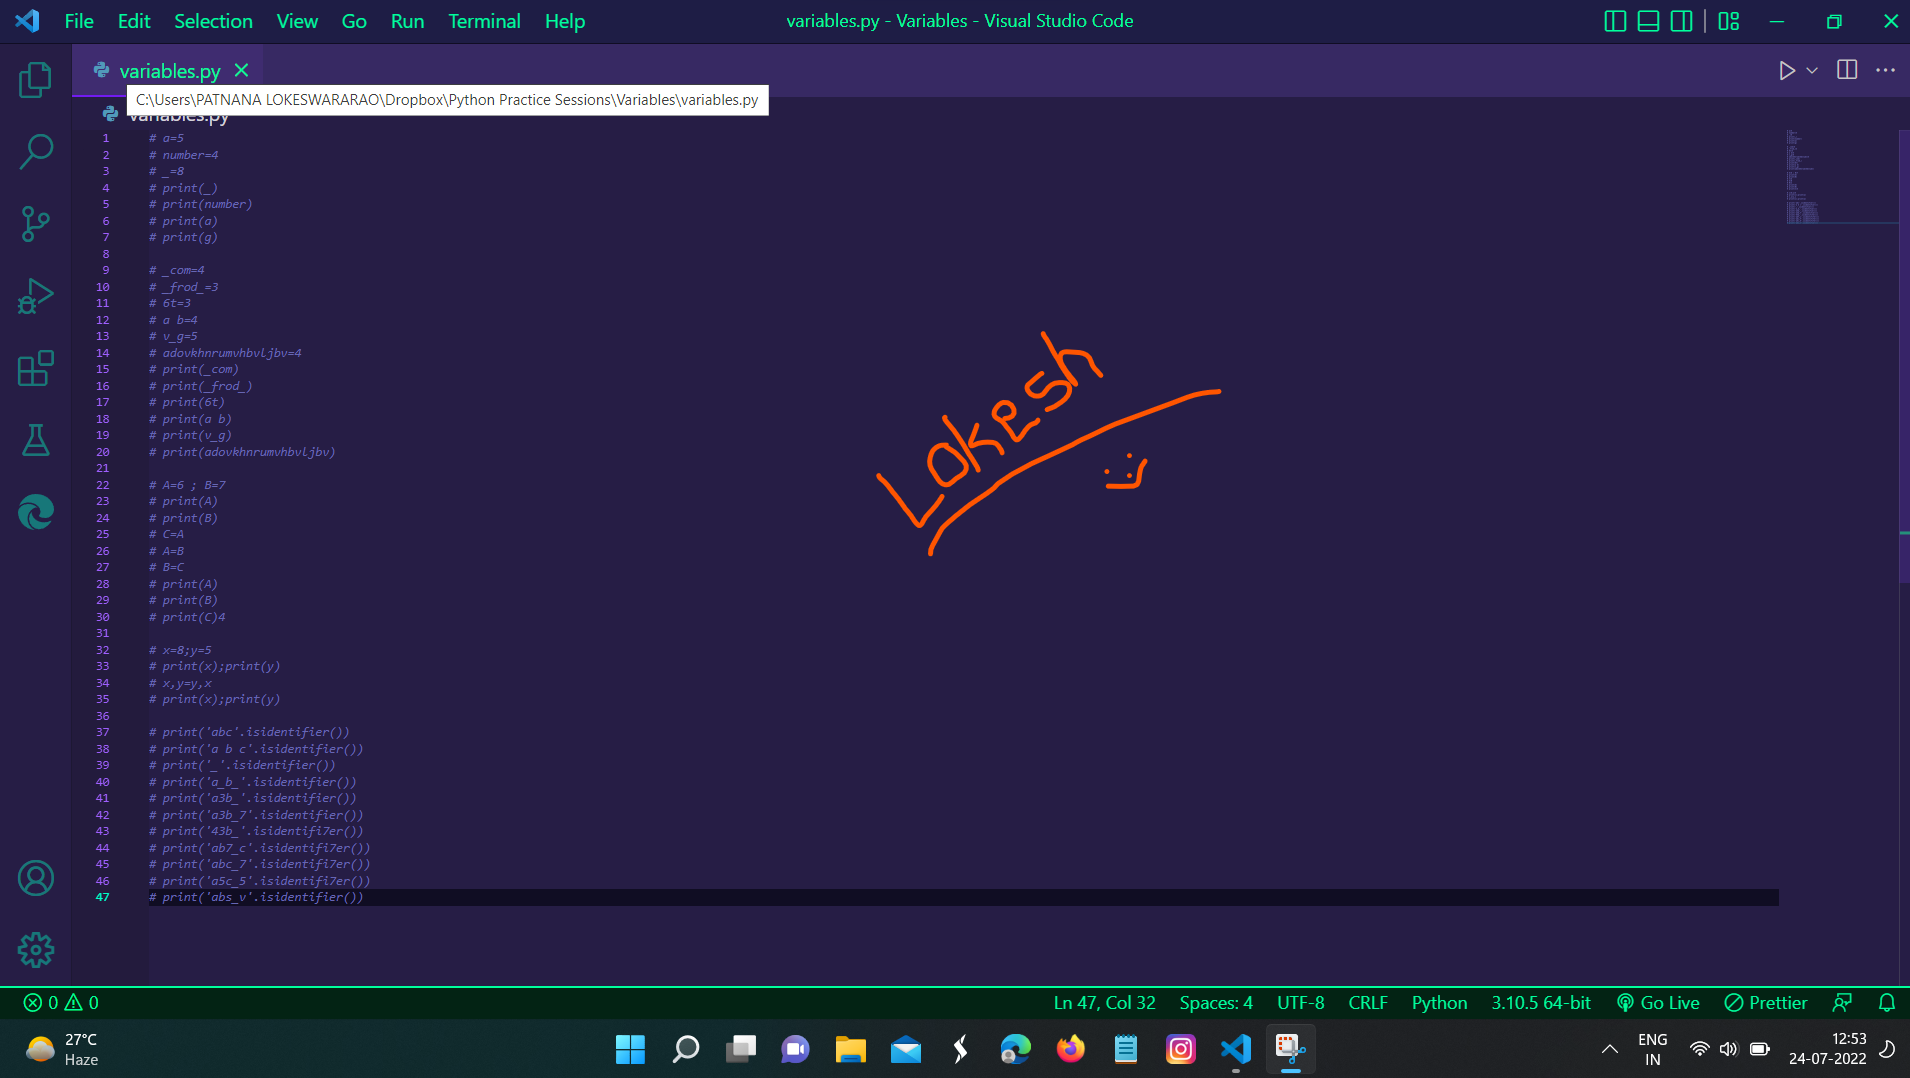 File Edit Selection View Go Run Terminal Help variables.py - Variables - Visual Studio Code
variables.py
C:\Users\PATNANA LOKESWARARAO\Dropbox\Python Practice Sessions\Variables\variables.py
variables.py
1 # a=5
2 # number=4
3 # _=8
4 # print(_)
5 # print(number)
6 # print(a)
7 # print(g)
8
9 # _com=4
10 # _frod_=3
11 # 6t=3
12 # a b=4
13 # v_g=5
14 # adovkhnrumvhbvljbv=4
15 # print(_com)
16 # print(_frod_)
17 # print(6t)
18 # print(a b)
19 # print(v_g)
20 # print(adovkhnrumvhbvljbv)
21
22 # A=6 ; B=7
23 # print(A)
24 # print(B)
25 # C=A
26 # A=B
27 # B=C
28 # print(A)
29 # print(B)
30 # print(C)4
31
32 # x=8;y=5
33 # print(x);print(y)
34 # x,y=y,x
35 # print(x);print(y)
36
37 # print('abc'.isidentifier())
38 # print('a b c'.isidentifier())
39 # print('_'.isidentifier())
40 # print('a_b_'.isidentifier())
41 # print('a3b_'.isidentifier())
42 # print('a3b_7'.isidentifier())
43 # print('43b_'.isidentifi7er())
44 # print('ab7_c'.isidentifi7er())
45 # print('abc_7'.isidentifi7er())
46 # print('a5c_5'.isidentifi7er())
47 # print('abs_v'.isidentifier())
Lokesh
0 0 Ln 47, Col 32 Spaces: 4 UTF-8 CRLF Python 3.10.5 64-bit Go Live Prettier
27°C
Haze
ENG
IN
12:53
24-07-2022